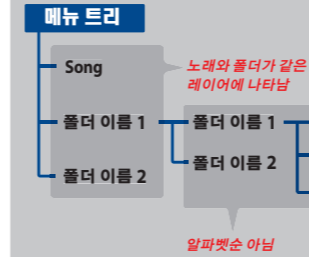 메뉴 트리
Song
노래와 폴더가 같은
레이어에 나타남
폴더 이름 1
폴더 이름 1
폴더 이름 2
폴더 이름 2
알파벳순 아님